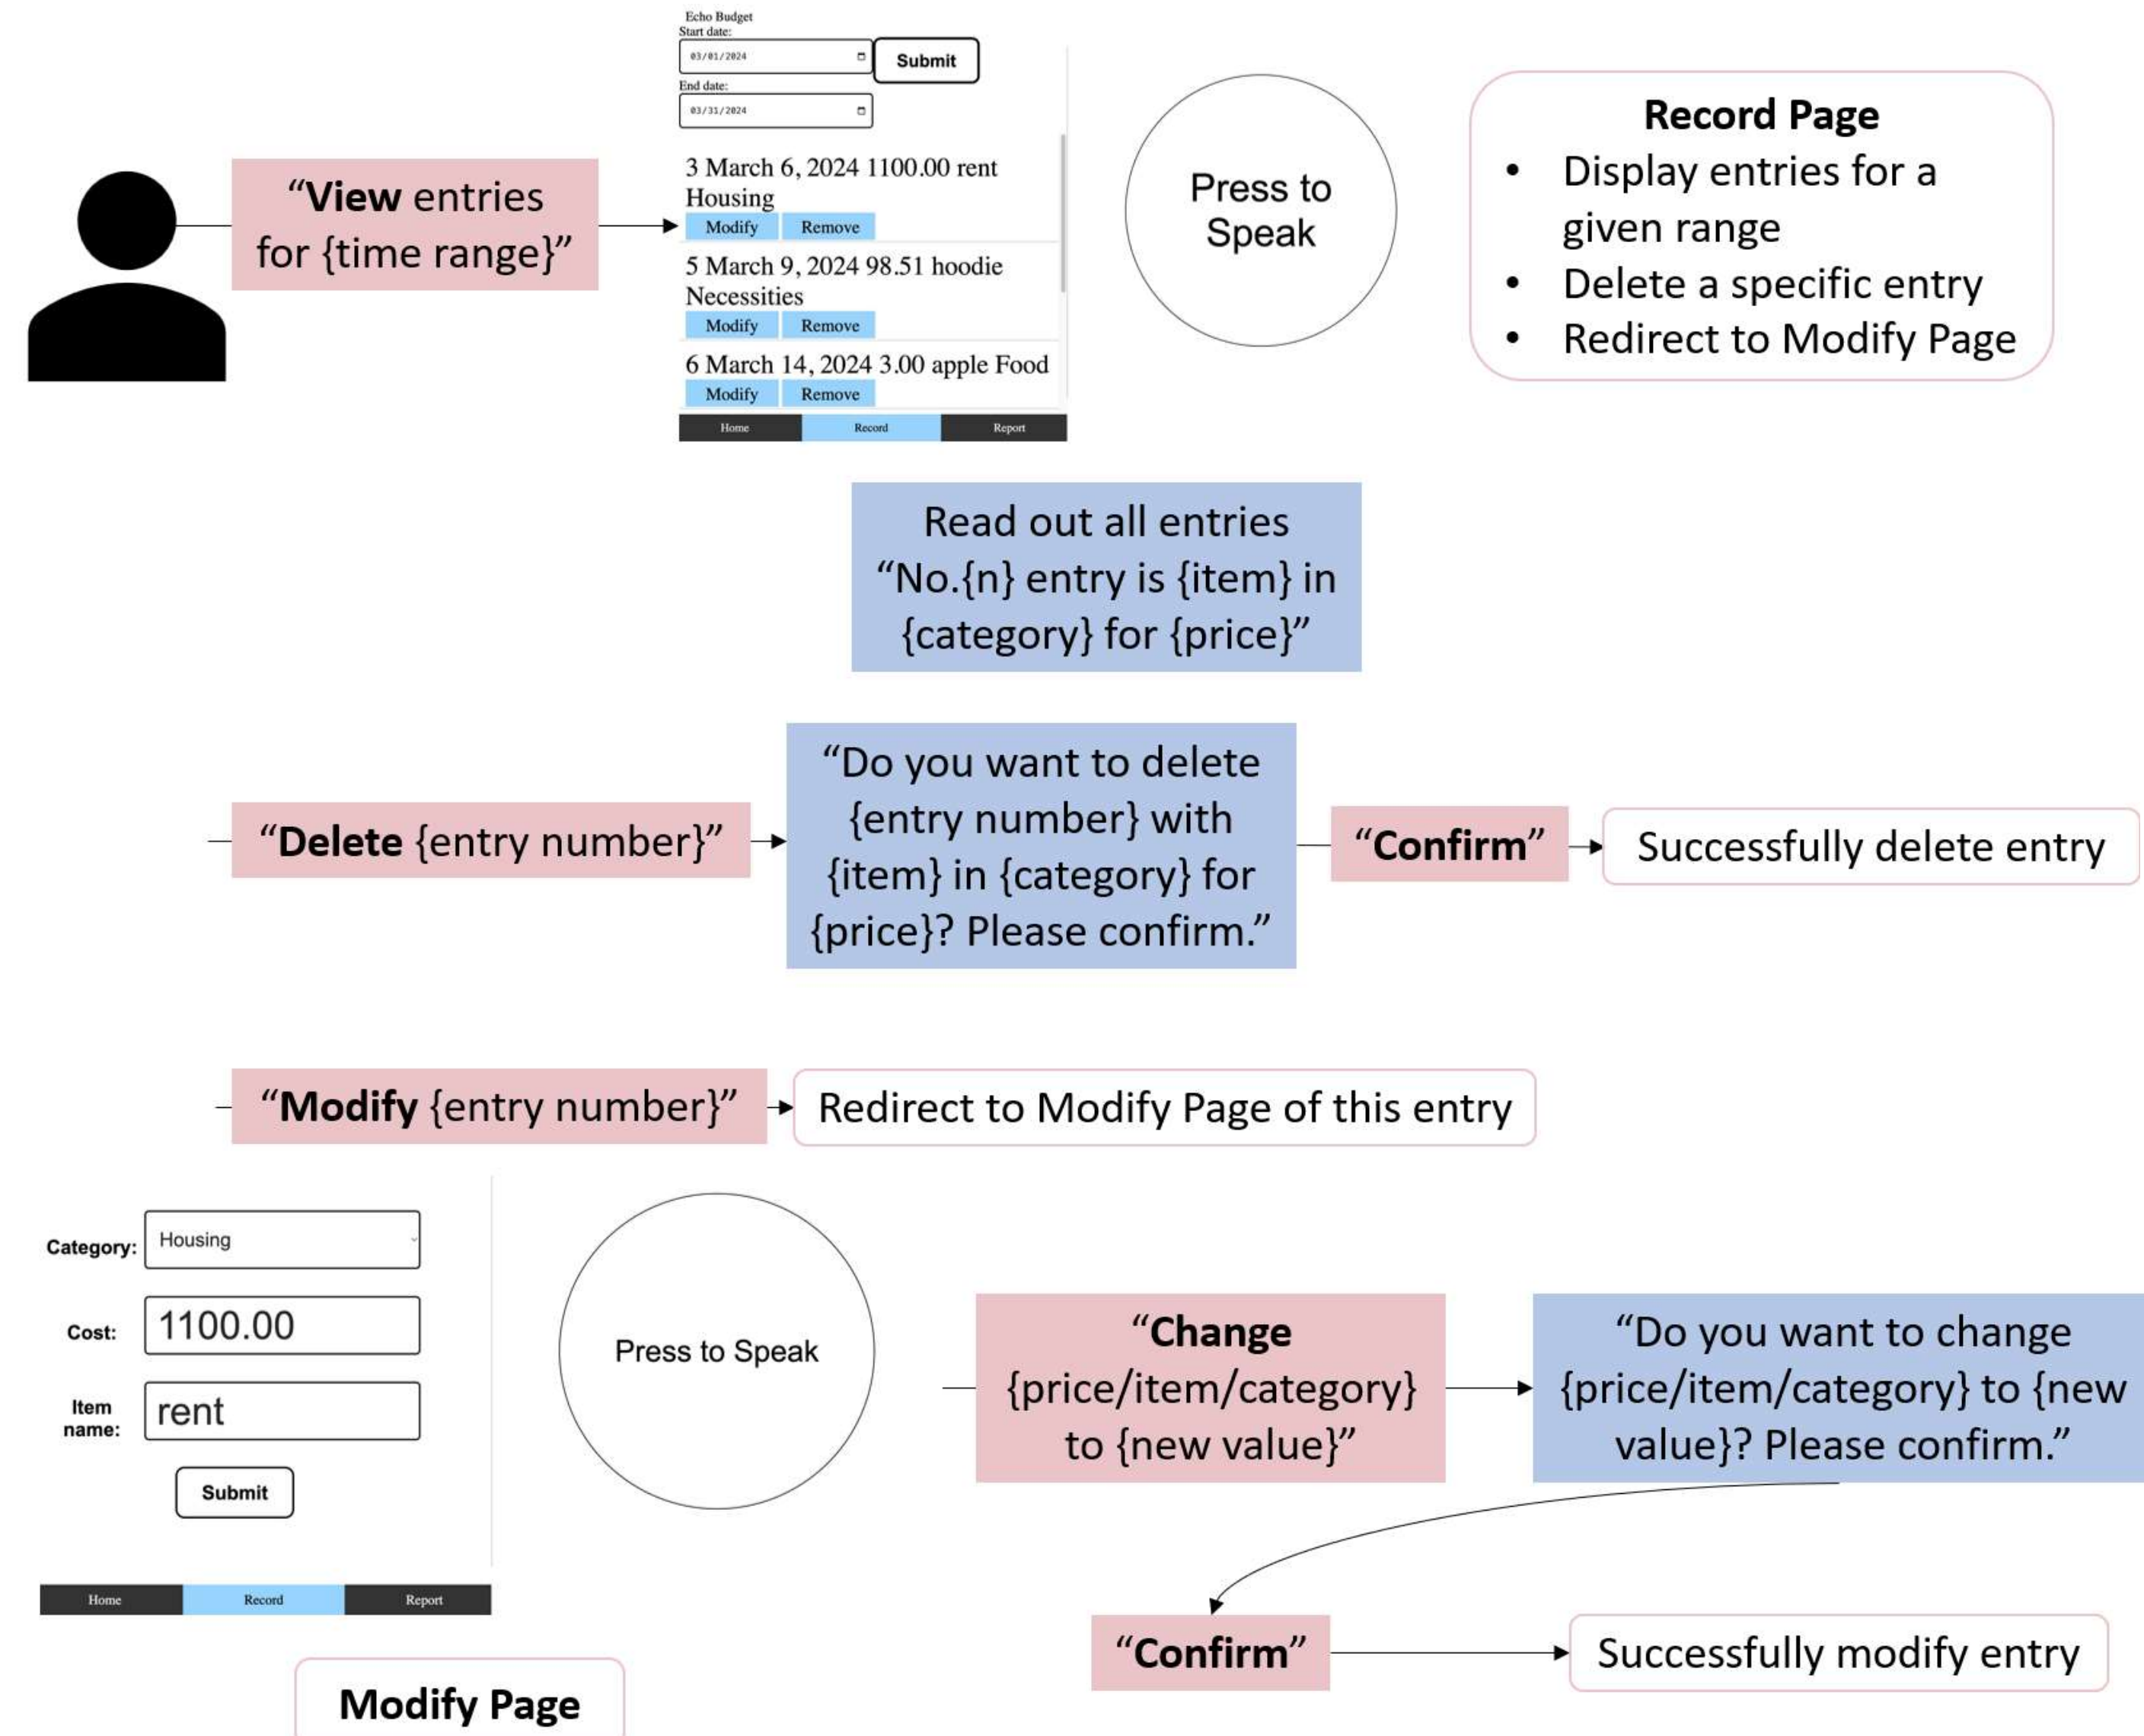 Echo Budget
Start date:
03/01/2024
Submit
End date:
03/31/2024
3 March 6, 2024 1100.00 rent
Housing
Modify
Remove
5 March 9, 2024 98.51 hoodie
Necessities
Modify
Remove
6 March 14, 2024 3.00 apple Food
Modify
Remove
Home
Record
Report
“View entries
for {time range}”
Press to
Speak
Record Page
• Display entries for a
given range
• Delete a specific entry
• Redirect to Modify Page
Read out all entries
“No.{n} entry is {item} in
{category} for {price}”
“Delete {entry number}”
“Do you want to delete
{entry number} with
{item} in {category} for
{price}? Please confirm.”
“Confirm”
Successfully delete entry
“Modify {entry number}”
Redirect to Modify Page of this entry
Category:
Housing
Cost:
1100.00
Item
name:
rent
Submit
Home
Record
Report
Press to Speak
“Change
{price/item/category}
to {new value}”
“Do you want to change
{price/item/category} to {new
value}? Please confirm.”
“Confirm”
Successfully modify entry
Modify Page